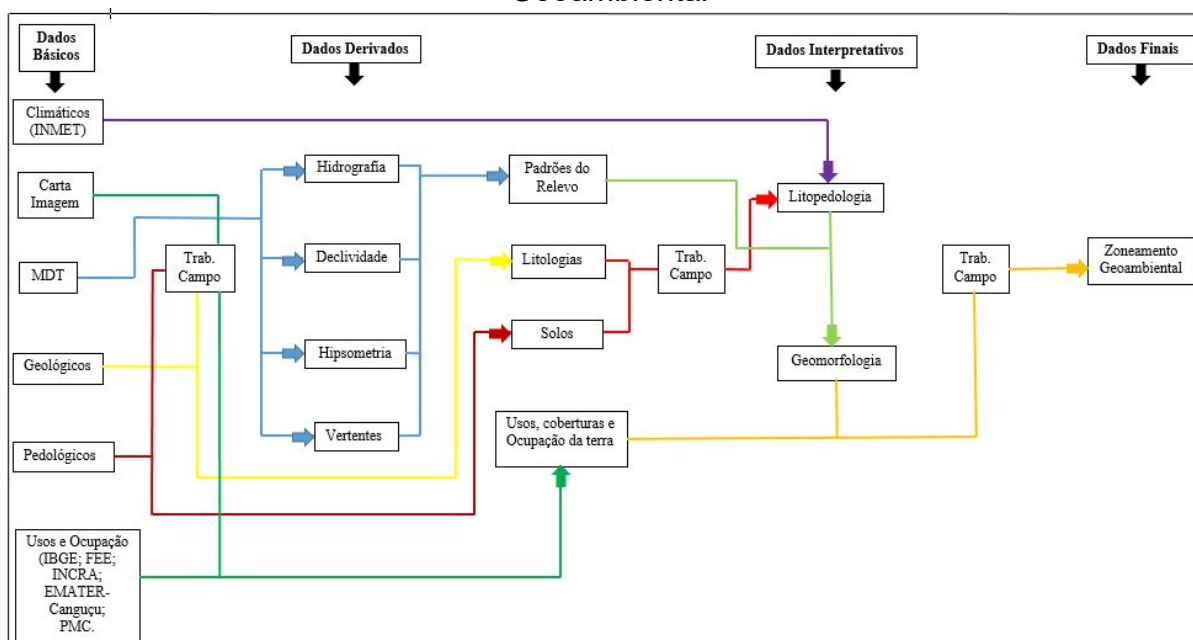 Geoambiental
Dados
Básicos
Dados Derivados
Dados Interpretativos
Dados Finais
Climáticos
(INMET)
Carta
Imagem
MDT
Geológicos
Pedológicos
Usos e Ocupação
(IBGE; FEE;
INCRA;
EMATER-
Canguçu;
PMC.
Trab.
Campo
Hidrografia
Declividade
Hipsometria
Vertentes
Padrões do
Relevo
Litologias
Solos
Usos, coberturas e
Ocupação da terra
Trab.
Campo
Litopedologia
Geomorfologia
Trab.
Campo
Zoneamento
Geoambiental